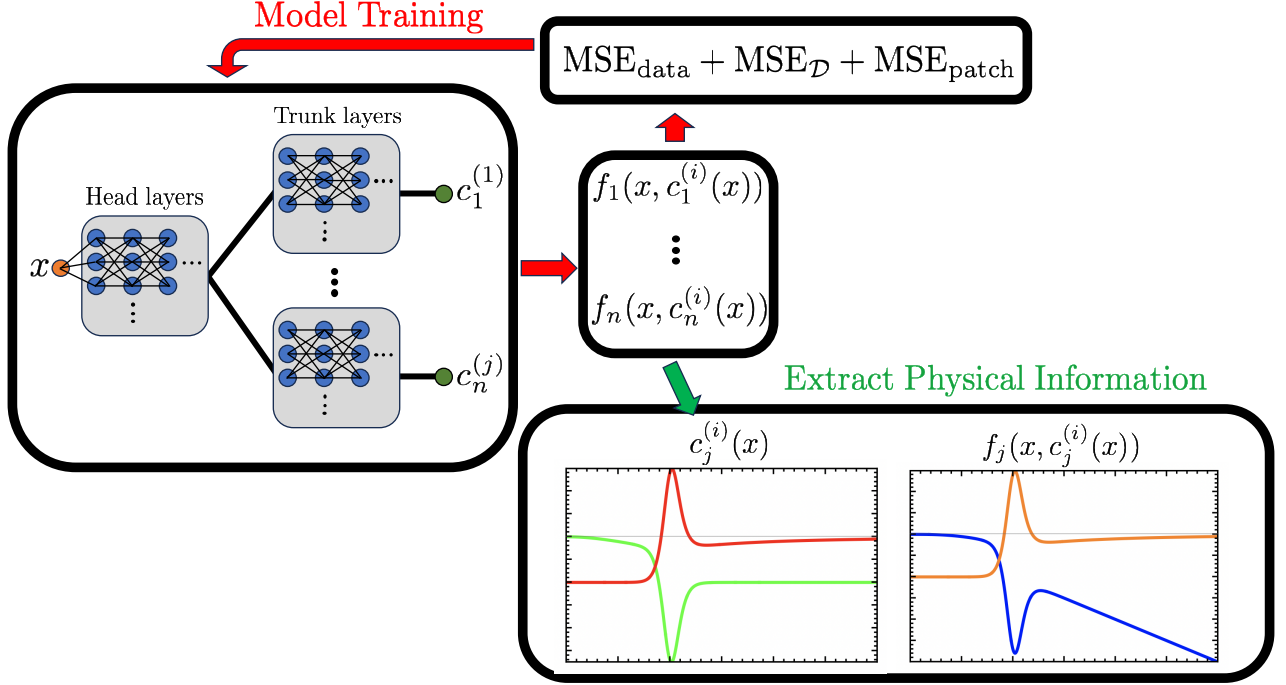 Model Training
MSE_data + MSE_𝒟 + MSE_patch
Trunk layers
c_1^{(1)}
Head layers
x
f_1(x, c_1^{(i)}(x))
f_n(x, c_n^{(i)}(x))
c_n^{(j)}
Extract Physical Information
c_j^{(i)}(x)
f_j(x, c_j^{(i)}(x))